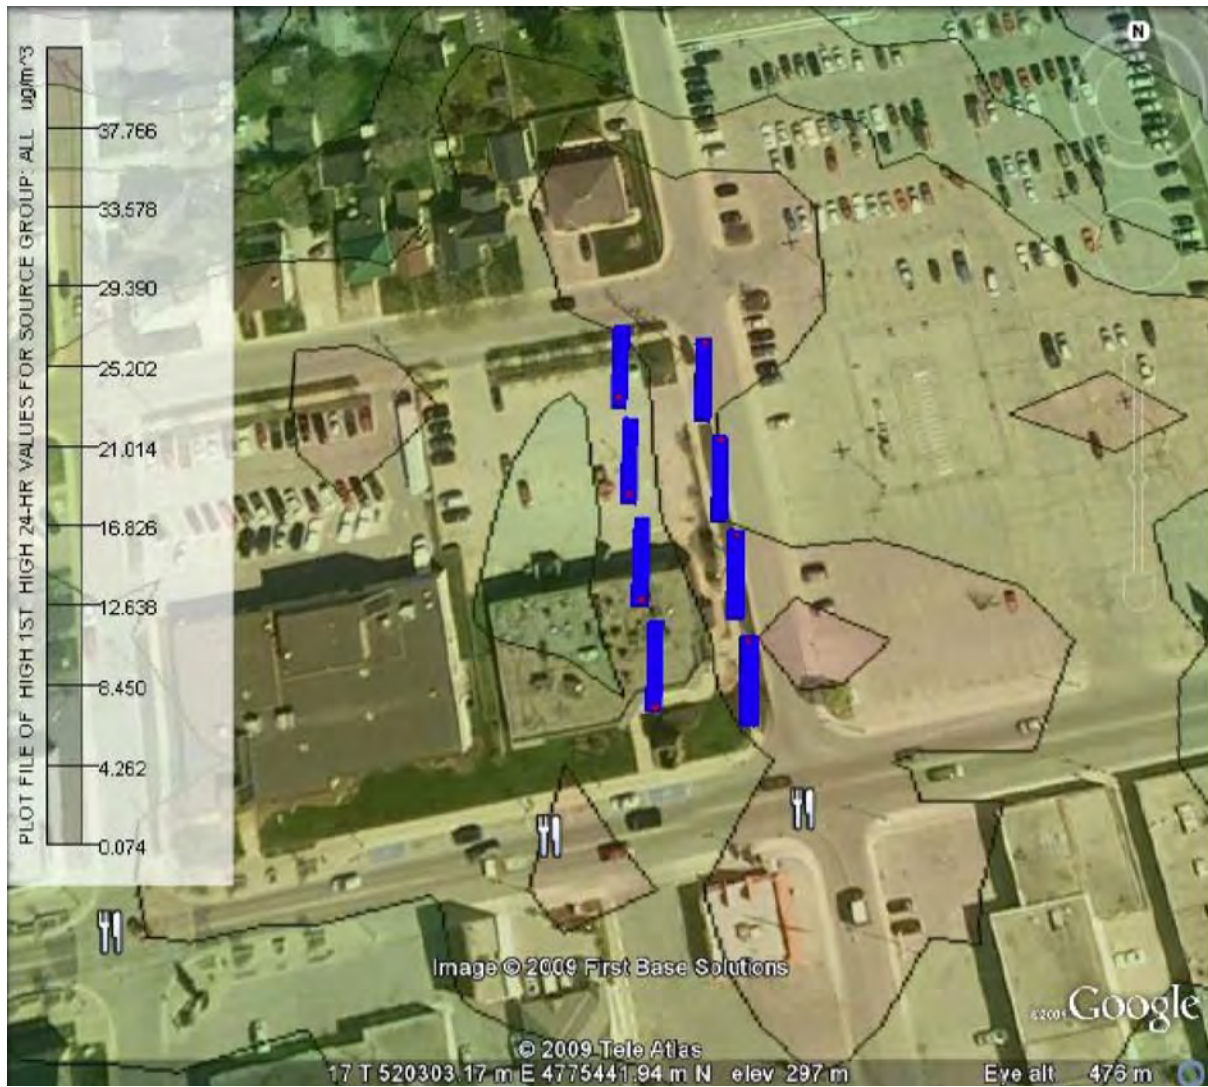 N
PLOT FILE OF HIGH 1ST HIGH 24-HR VALUES FOR SOURCE GROUP: ALL ug/m^3
37.766
33.578
29.390
25.202
21.014
16.826
12.638
8.450
4.262
0.074
Image © 2009 First Base Solutions
©2009 Google
© 2009 Tele Atlas
17 T 520303.17 m E 4775441.94 m N elev 297 m Eye alt 476 m